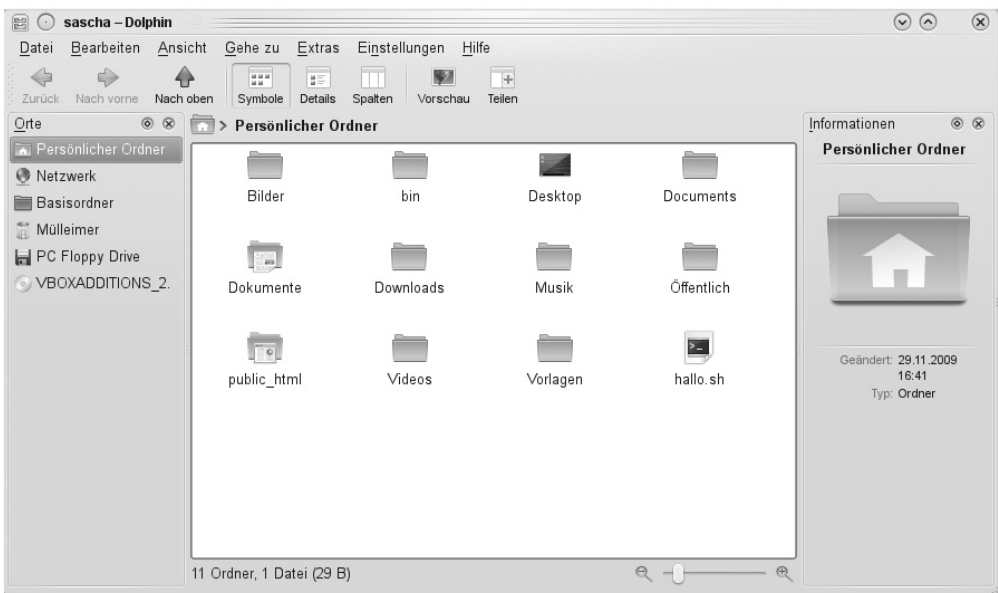 sascha – Dolphin
Datei Bearbeiten Ansicht Gehe zu Extras Einstellungen Hilfe
Zurück Nach vorne Nach oben Symbole Details Spalten Vorschau Teilen
Orte
Persönlicher Ordner
Netzwerk
Basisordner
Mülleimer
PC Floppy Drive
VBOXADDITIONS_2.
> Persönlicher Ordner
Bilder bin Desktop Documents
Dokumente Downloads Musik Öffentlich
public_html Videos Vorlagen hallo.sh
11 Ordner, 1 Datei (29 B)
Informationen
Persönlicher Ordner
Geändert: 29.11.2009
16:41
Typ: Ordner